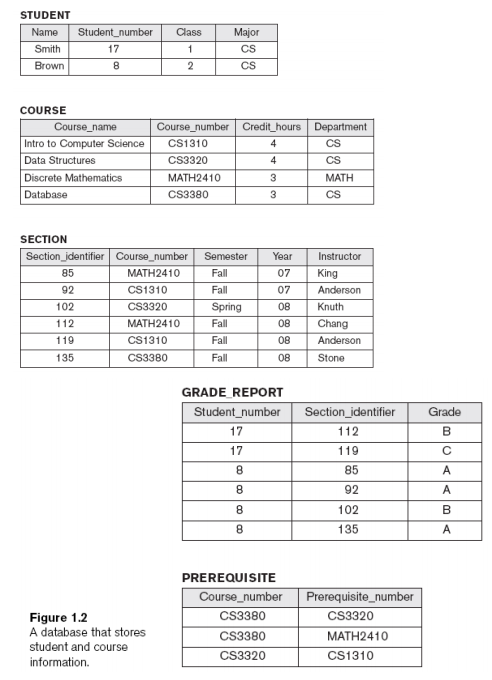 STUDENT
Name Student_number Class Major
Smith 17 1 CS
Brown 8 2 CS
COURSE
Course_name Course_number Credit_hours Department
Intro to Computer Science CS1310 4 CS
Data Structures CS3320 4 CS
Discrete Mathematics MATH2410 3 MATH
Database CS3380 3 CS
SECTION
Section_identifier Course_number Semester Year Instructor
85 MATH2410 Fall 07 King
92 CS1310 Fall 07 Anderson
102 CS3320 Spring 08 Knuth
112 MATH2410 Fall 08 Chang
119 CS1310 Fall 08 Anderson
135 CS3380 Fall 08 Stone
GRADE_REPORT
Student_number Section_identifier Grade
17 112 B
17 119 C
8 85 A
8 92 A
8 102 B
8 135 A
PREREQUISITE
Course_number Prerequisite_number
CS3380 CS3320
CS3380 MATH2410
CS3320 CS1310
Figure 1.2
A database that stores
student and course
information.